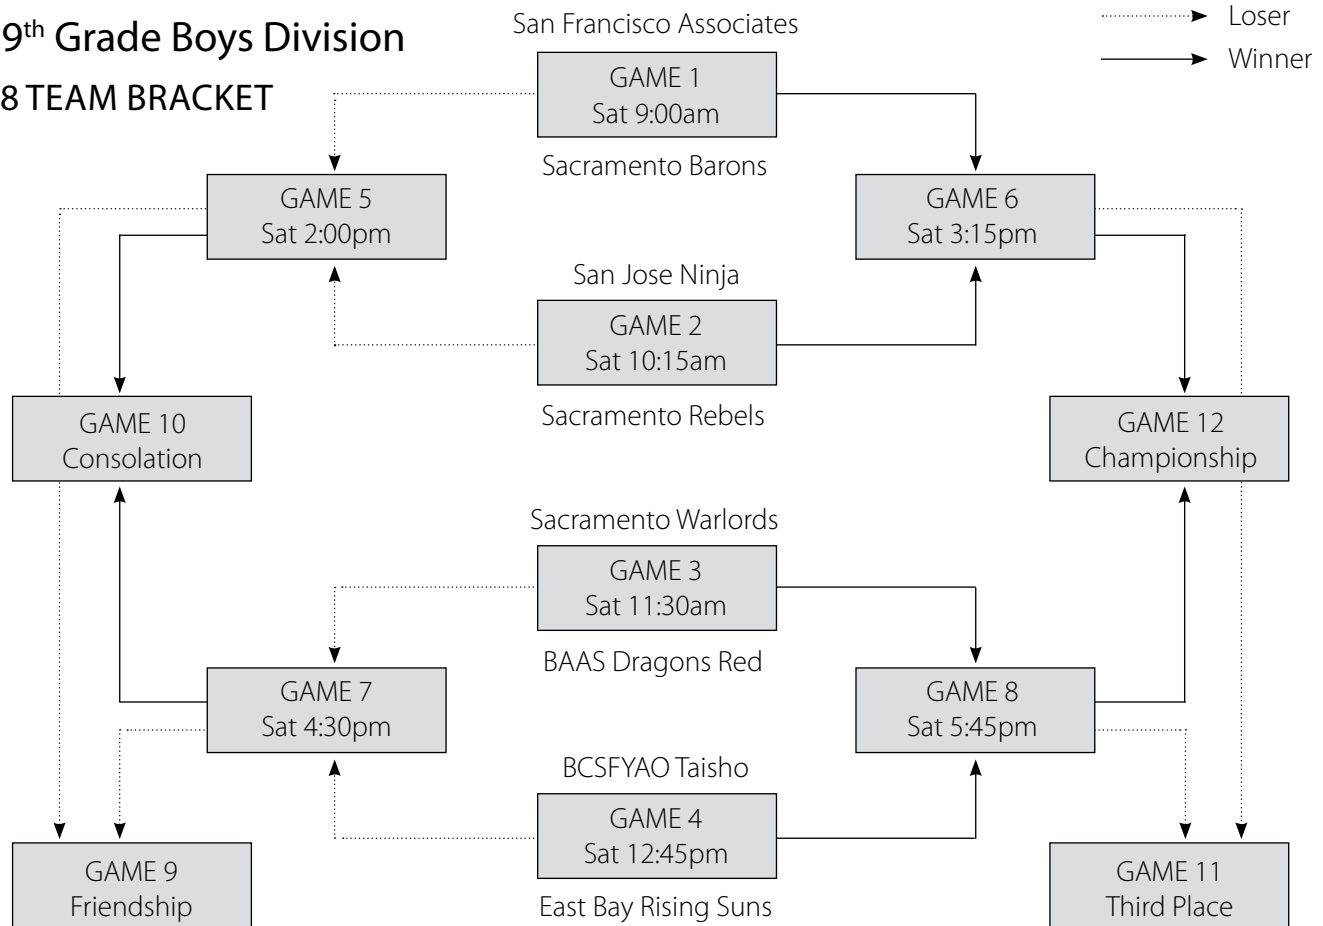 9th Grade Boys Division
8 TEAM BRACKET
Loser
Winner
San Francisco Associates
GAME 1
Sat 9:00am
Sacramento Barons
GAME 5
Sat 2:00pm
GAME 6
Sat 3:15pm
San Jose Ninja
GAME 2
Sat 10:15am
Sacramento Rebels
GAME 10
Consolation
GAME 12
Championship
Sacramento Warlords
GAME 3
Sat 11:30am
BAAS Dragons Red
GAME 7
Sat 4:30pm
GAME 8
Sat 5:45pm
BCSFYAO Taisho
GAME 4
Sat 12:45pm
East Bay Rising Suns
GAME 9
Friendship
GAME 11
Third Place